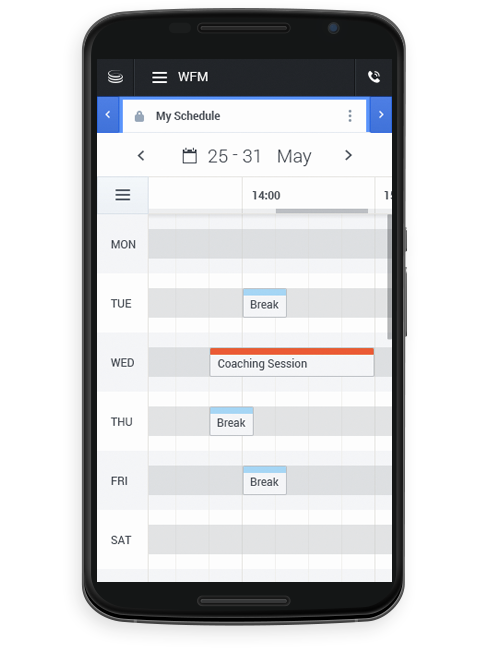 WFM
My Schedule
25 - 31 May
14:00
MON
TUE
Break
WED
Coaching Session
THU
Break
FRI
Break
SAT